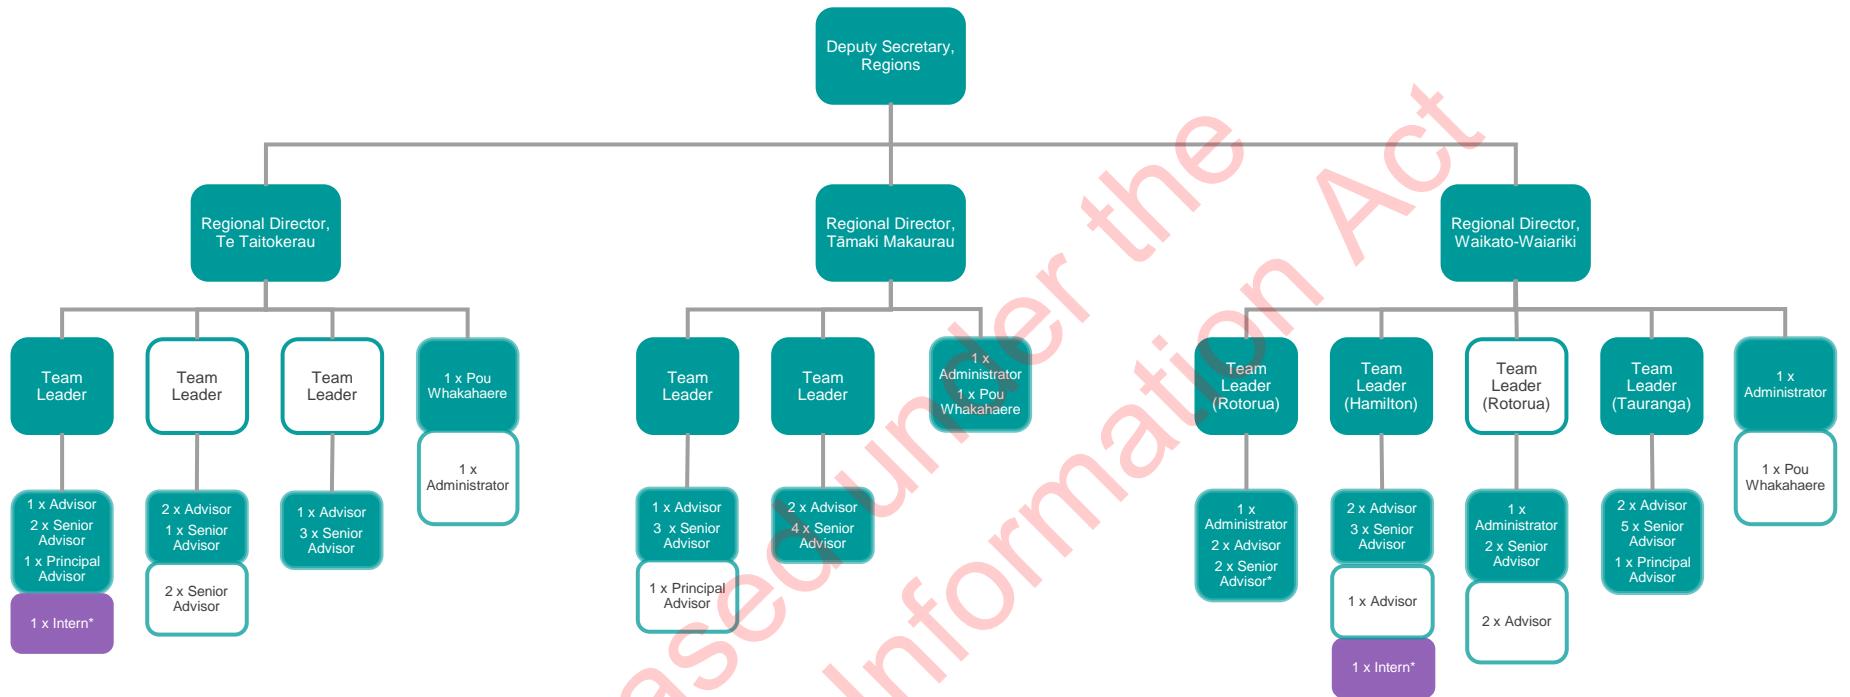 Deputy Secretary,
Regions
Regional Director,
Te Taitokerau
Regional Director,
Tāmaki Makaurau
Regional Director,
Waikato-Waiariki
Team
Leader
Team
Leader
Team
Leader
1 x Pou
Whakahaere
1 x
Administrator
1 x Advisor
2 x Senior
Advisor
1 x Principal
Advisor
1 x Intern*
2 x Advisor
1 x Senior
Advisor
2 x Senior
Advisor
1 x Advisor
3 x Senior
Advisor
Team
Leader
Team
Leader
1 x
Administrator
1 x Pou
Whakahaere
1 x Advisor
3 x Senior
Advisor
1 x Principal
Advisor
2 x Advisor
4 x Senior
Advisor
Team
Leader
(Rotorua)
Team
Leader
(Hamilton)
Team
Leader
(Rotorua)
Team
Leader
(Tauranga)
1 x
Administrator
1 x Pou
Whakahaere
1 x
Administrator
2 x Advisor
2 x Senior
Advisor*
2 x Advisor
3 x Senior
Advisor
1 x Advisor
1 x Intern*
1 x
Administrator
2 x Senior
Advisor
2 x Advisor
2 x Advisor
5 x Senior
Advisor
1 x Principal
Advisor
ased under the
Information Act